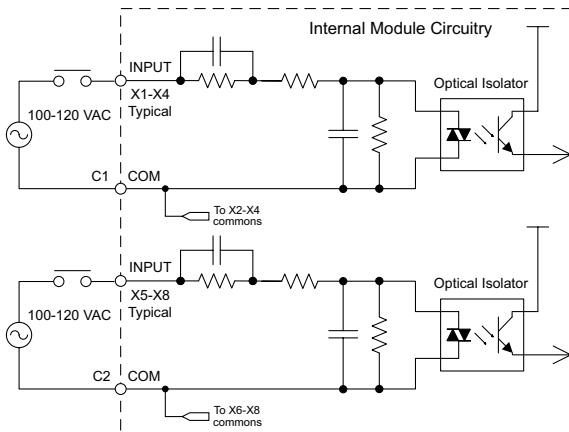 Internal Module Circuitry
INPUT
X1-X4
Typical
100-120 VAC
Optical Isolator
C1
COM
To X2-X4
commons
INPUT
X5-X8
Typical
100-120 VAC
Optical Isolator
C2
COM
To X6-X8
commons